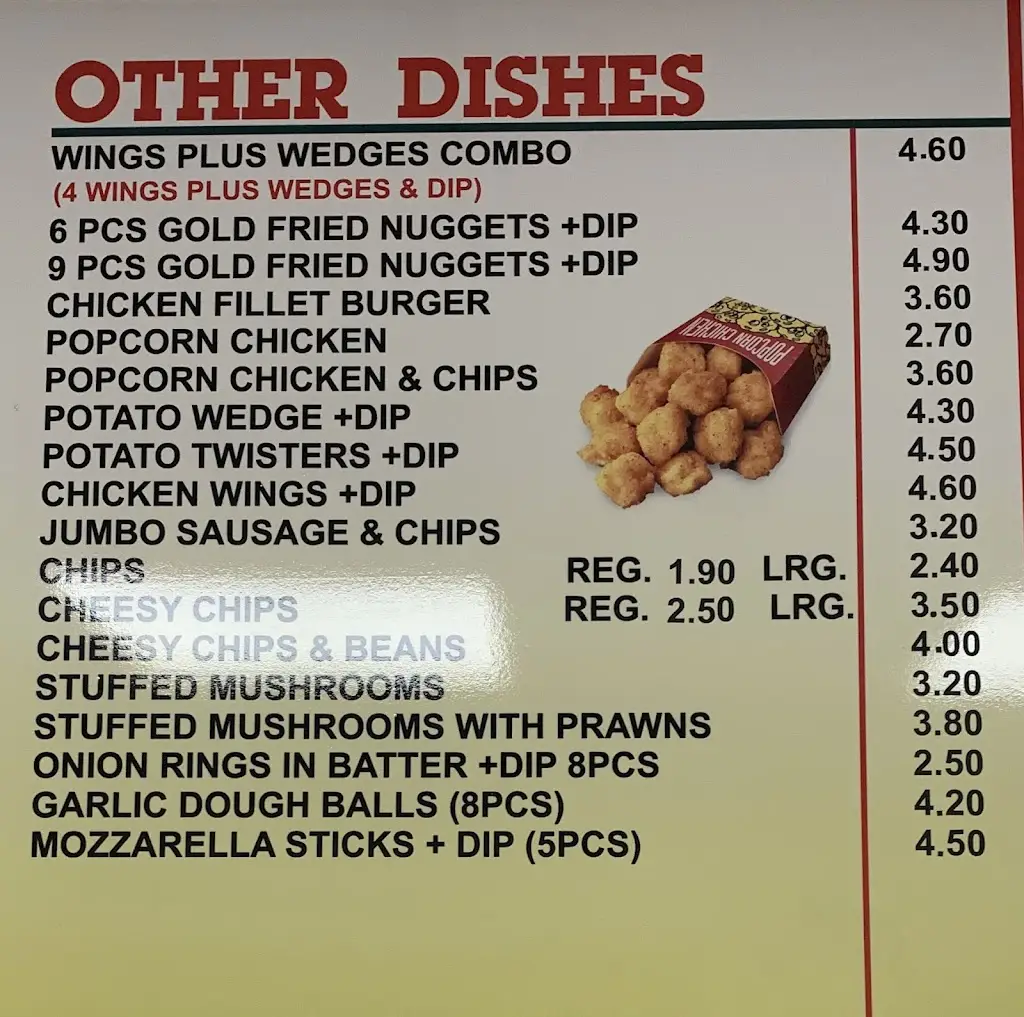 OTHER DISHES
WINGS PLUS WEDGES COMBO 4.60
(4 WINGS PLUS WEDGES & DIP)
6 PCS GOLD FRIED NUGGETS +DIP 4.30
9 PCS GOLD FRIED NUGGETS +DIP 4.90
CHICKEN FILLET BURGER 3.60
POPCORN CHICKEN 2.70
POPCORN CHICKEN & CHIPS 3.60
POTATO WEDGE +DIP 4.30
POTATO TWISTERS +DIP 4.50
CHICKEN WINGS +DIP 4.60
JUMBO SAUSAGE & CHIPS 3.20
CHIPS REG. 1.90 LRG. 2.40
CHEESY CHIPS REG. 2.50 LRG. 3.50
CHEESY CHIPS & BEANS 4.00
STUFFED MUSHROOMS 3.20
STUFFED MUSHROOMS WITH PRAWNS 3.80
ONION RINGS IN BATTER +DIP 8PCS 2.50
GARLIC DOUGH BALLS (8PCS) 4.20
MOZZARELLA STICKS + DIP (5PCS) 4.50
POPCORN CHICKEN